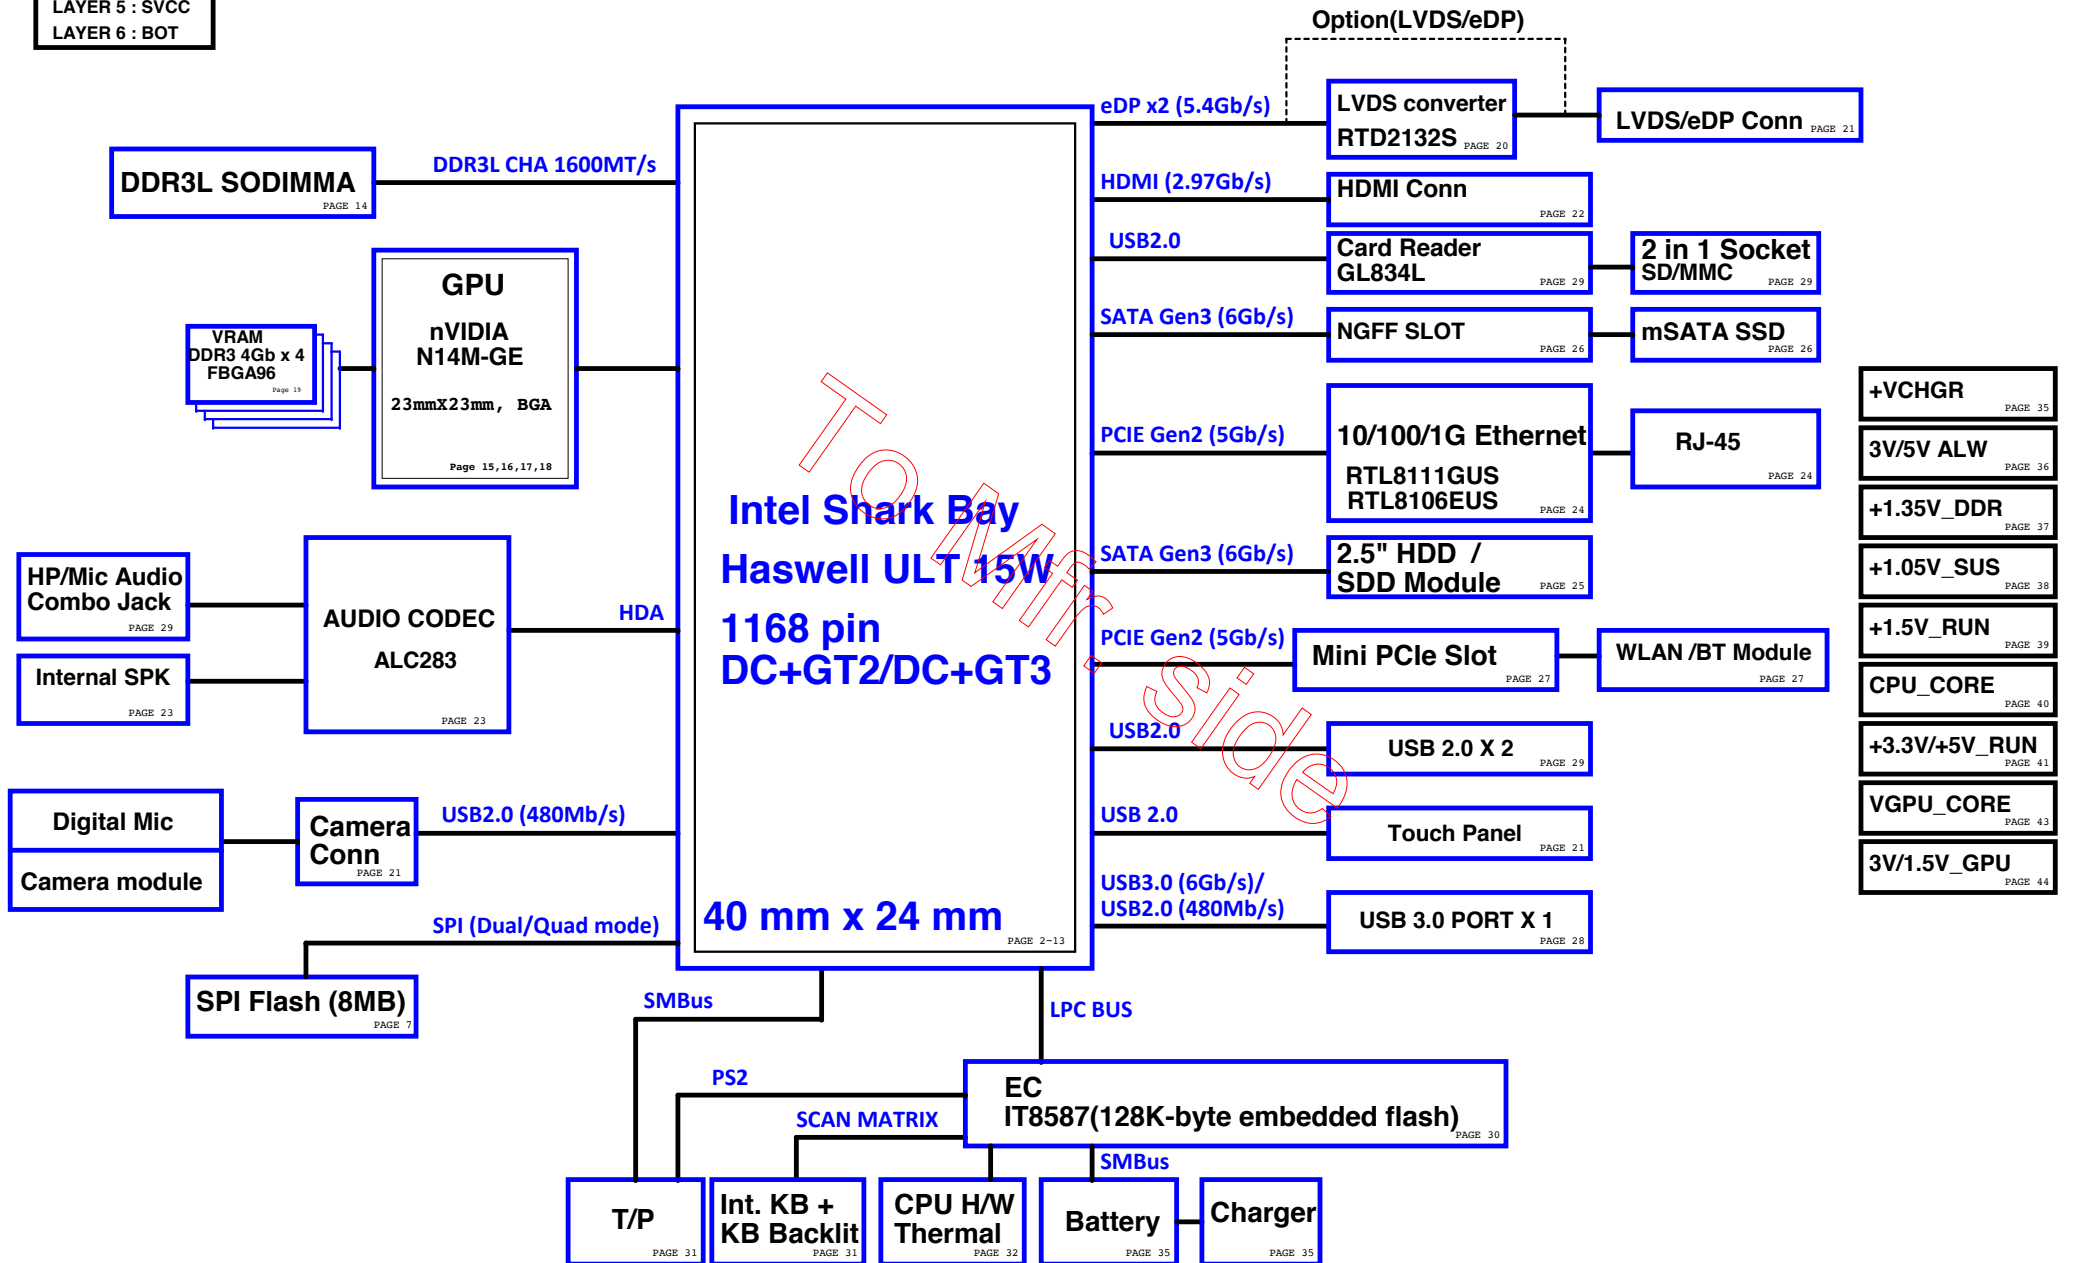 LAYER 5 : SVCC
LAYER 6 : BOT
Option(LVDS/eDP)
eDP x2 (5.4Gb/s)
LVDS converter
RTD2132S PAGE 20
LVDS/eDP Conn PAGE 21
DDR3L SODIMMA
PAGE 14
DDR3L CHA 1600MT/s
HDMI (2.97Gb/s)
HDMI Conn
PAGE 22
USB2.0
Card Reader
GL834L
PAGE 29
2 in 1 Socket
SD/MMC
PAGE 29
GPU
nVIDIA
N14M-GE
23mmX23mm, BGA
Page 15,16,17,18
VRAM
DDR3 4Gb x 4
FBGA96
Page 19
SATA Gen3 (6Gb/s)
NGFF SLOT
PAGE 26
mSATA SSD
PAGE 26
PCIE Gen2 (5Gb/s)
10/100/1G Ethernet
RTL8111GUS
RTL8106EUS
PAGE 24
RJ-45
PAGE 24
Intel Shark Bay
Haswell ULT 15W
1168 pin
DC+GT2/DC+GT3
40 mm x 24 mm
PAGE 2-13
To Mfr. side
SATA Gen3 (6Gb/s)
2.5" HDD /
SDD Module
PAGE 25
HP/Mic Audio
Combo Jack
PAGE 29
Internal SPK
PAGE 23
AUDIO CODEC
ALC283
PAGE 23
HDA
PCIE Gen2 (5Gb/s)
Mini PCIe Slot
PAGE 27
WLAN /BT Module
PAGE 27
USB2.0
USB 2.0 X 2
PAGE 29
Digital Mic
Camera module
Camera
Conn
PAGE 21
USB2.0 (480Mb/s)
USB 2.0
Touch Panel
PAGE 21
USB3.0 (6Gb/s)/
USB2.0 (480Mb/s)
USB 3.0 PORT X 1
PAGE 28
SPI (Dual/Quad mode)
SPI Flash (8MB)
PAGE 7
SMBus
LPC BUS
PS2
SCAN MATRIX
EC
IT8587(128K-byte embedded flash)
PAGE 30
SMBus
T/P
PAGE 31
Int. KB +
KB Backlit
PAGE 31
CPU H/W
Thermal
PAGE 32
Battery
PAGE 35
Charger
PAGE 35
+VCHGR
PAGE 35
3V/5V ALW
PAGE 36
+1.35V_DDR
PAGE 37
+1.05V_SUS
PAGE 38
+1.5V_RUN
PAGE 39
CPU_CORE
PAGE 40
+3.3V/+5V_RUN
PAGE 41
VGPU_CORE
PAGE 43
3V/1.5V_GPU
PAGE 44